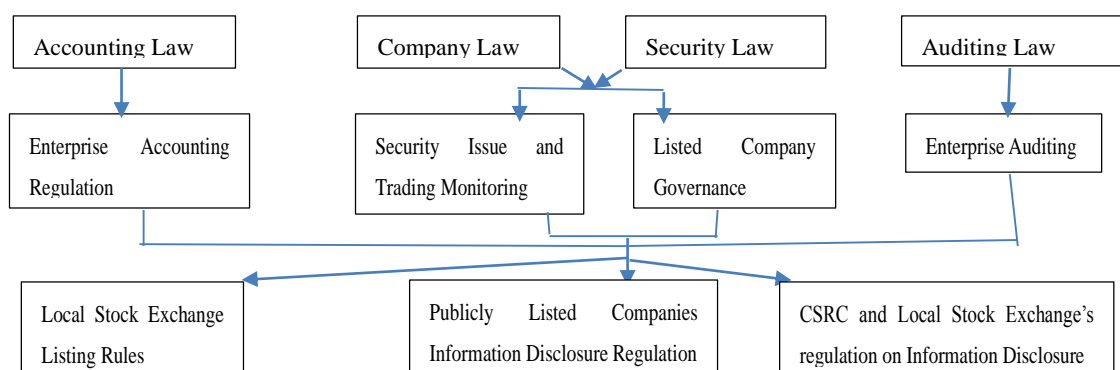 Accounting Law
Company Law
Security Law
Auditing Law
Enterprise Accounting
Regulation
Security Issue and
Trading Monitoring
Listed Company
Governance
Enterprise Auditing
Local Stock Exchange
Listing Rules
Publicly Listed Companies
Information Disclosure Regulation
CSRC and Local Stock Exchange's
regulation on Information Disclosure